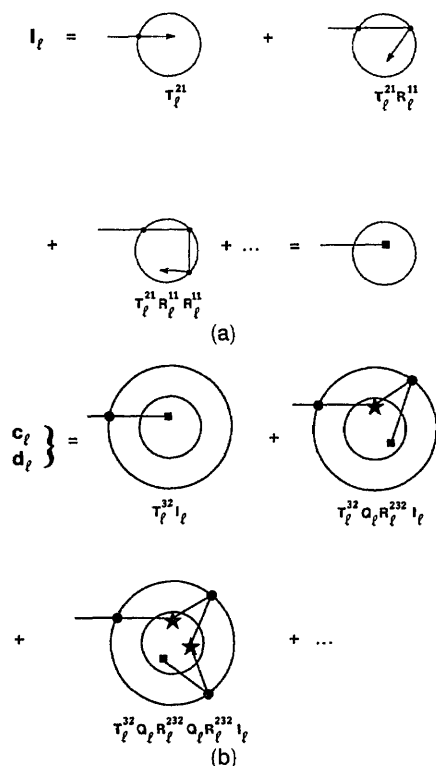 I_ℓ = + 
T_ℓ^{21} T_ℓ^{21} R_ℓ^{11}
+ + ... =
T_ℓ^{21} R_ℓ^{11} R_ℓ^{11}
(a)
c_ℓ
d_ℓ } = +
T_ℓ^{32} I_ℓ T_ℓ^{32} Q_ℓ R_ℓ^{232} I_ℓ
+ + ...
T_ℓ^{32} Q_ℓ R_ℓ^{232} Q_ℓ R_ℓ^{232} I_ℓ
(b)